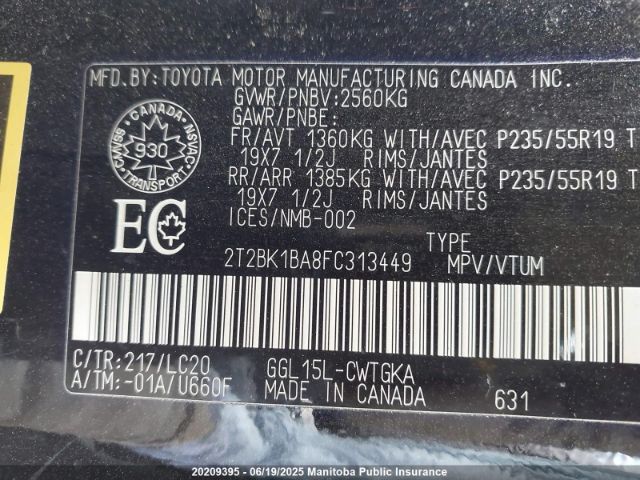 MFD.BY:TOYOTA MOTOR MANUFACTURING CANADA INC.
GVWR/PNBV:2560KG
GAWR/PNBE:
FR/AVT 1360KG WITH/AVEC P235/55R19 T
19X7 1/2J RIMS/JANTES
RR/ARR 1385KG WITH/AVEC P235/55R19 T
19X7 1/2J RIMS/JANTES
ICES/NMB-002
CANADA
CMVSS
930
NSVAC
TRANSPORT
EC
TYPE
2T2BK1BA8FC313449 MPV/VTUM
C/TR:217/LC20 GGL15L-CWTGKA
A/TM:-01A/U660F MADE IN CANADA 631
20209395 - 06/19/2025 Manitoba Public Insurance